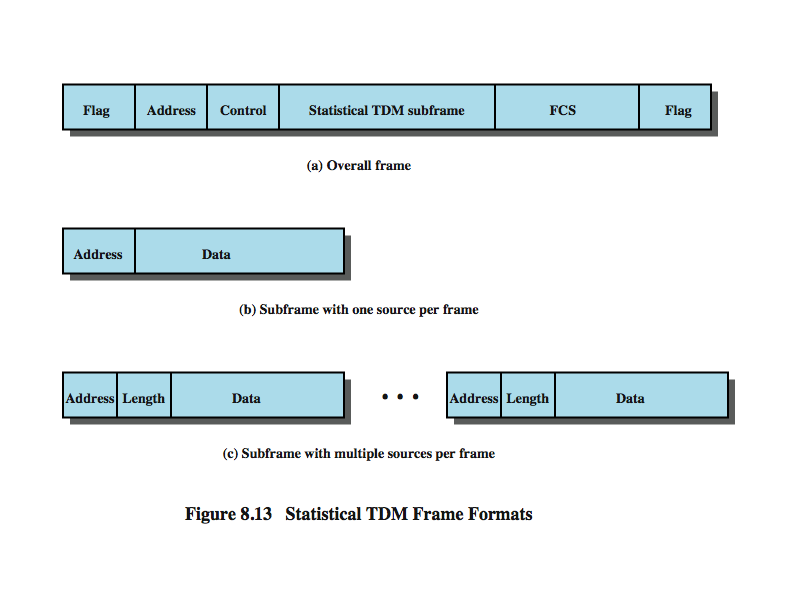 Flag Address Control Statistical TDM subframe FCS Flag
(a) Overall frame
Address Data
(b) Subframe with one source per frame
Address Length Data • • • Address Length Data
(c) Subframe with multiple sources per frame
Figure 8.13 Statistical TDM Frame Formats